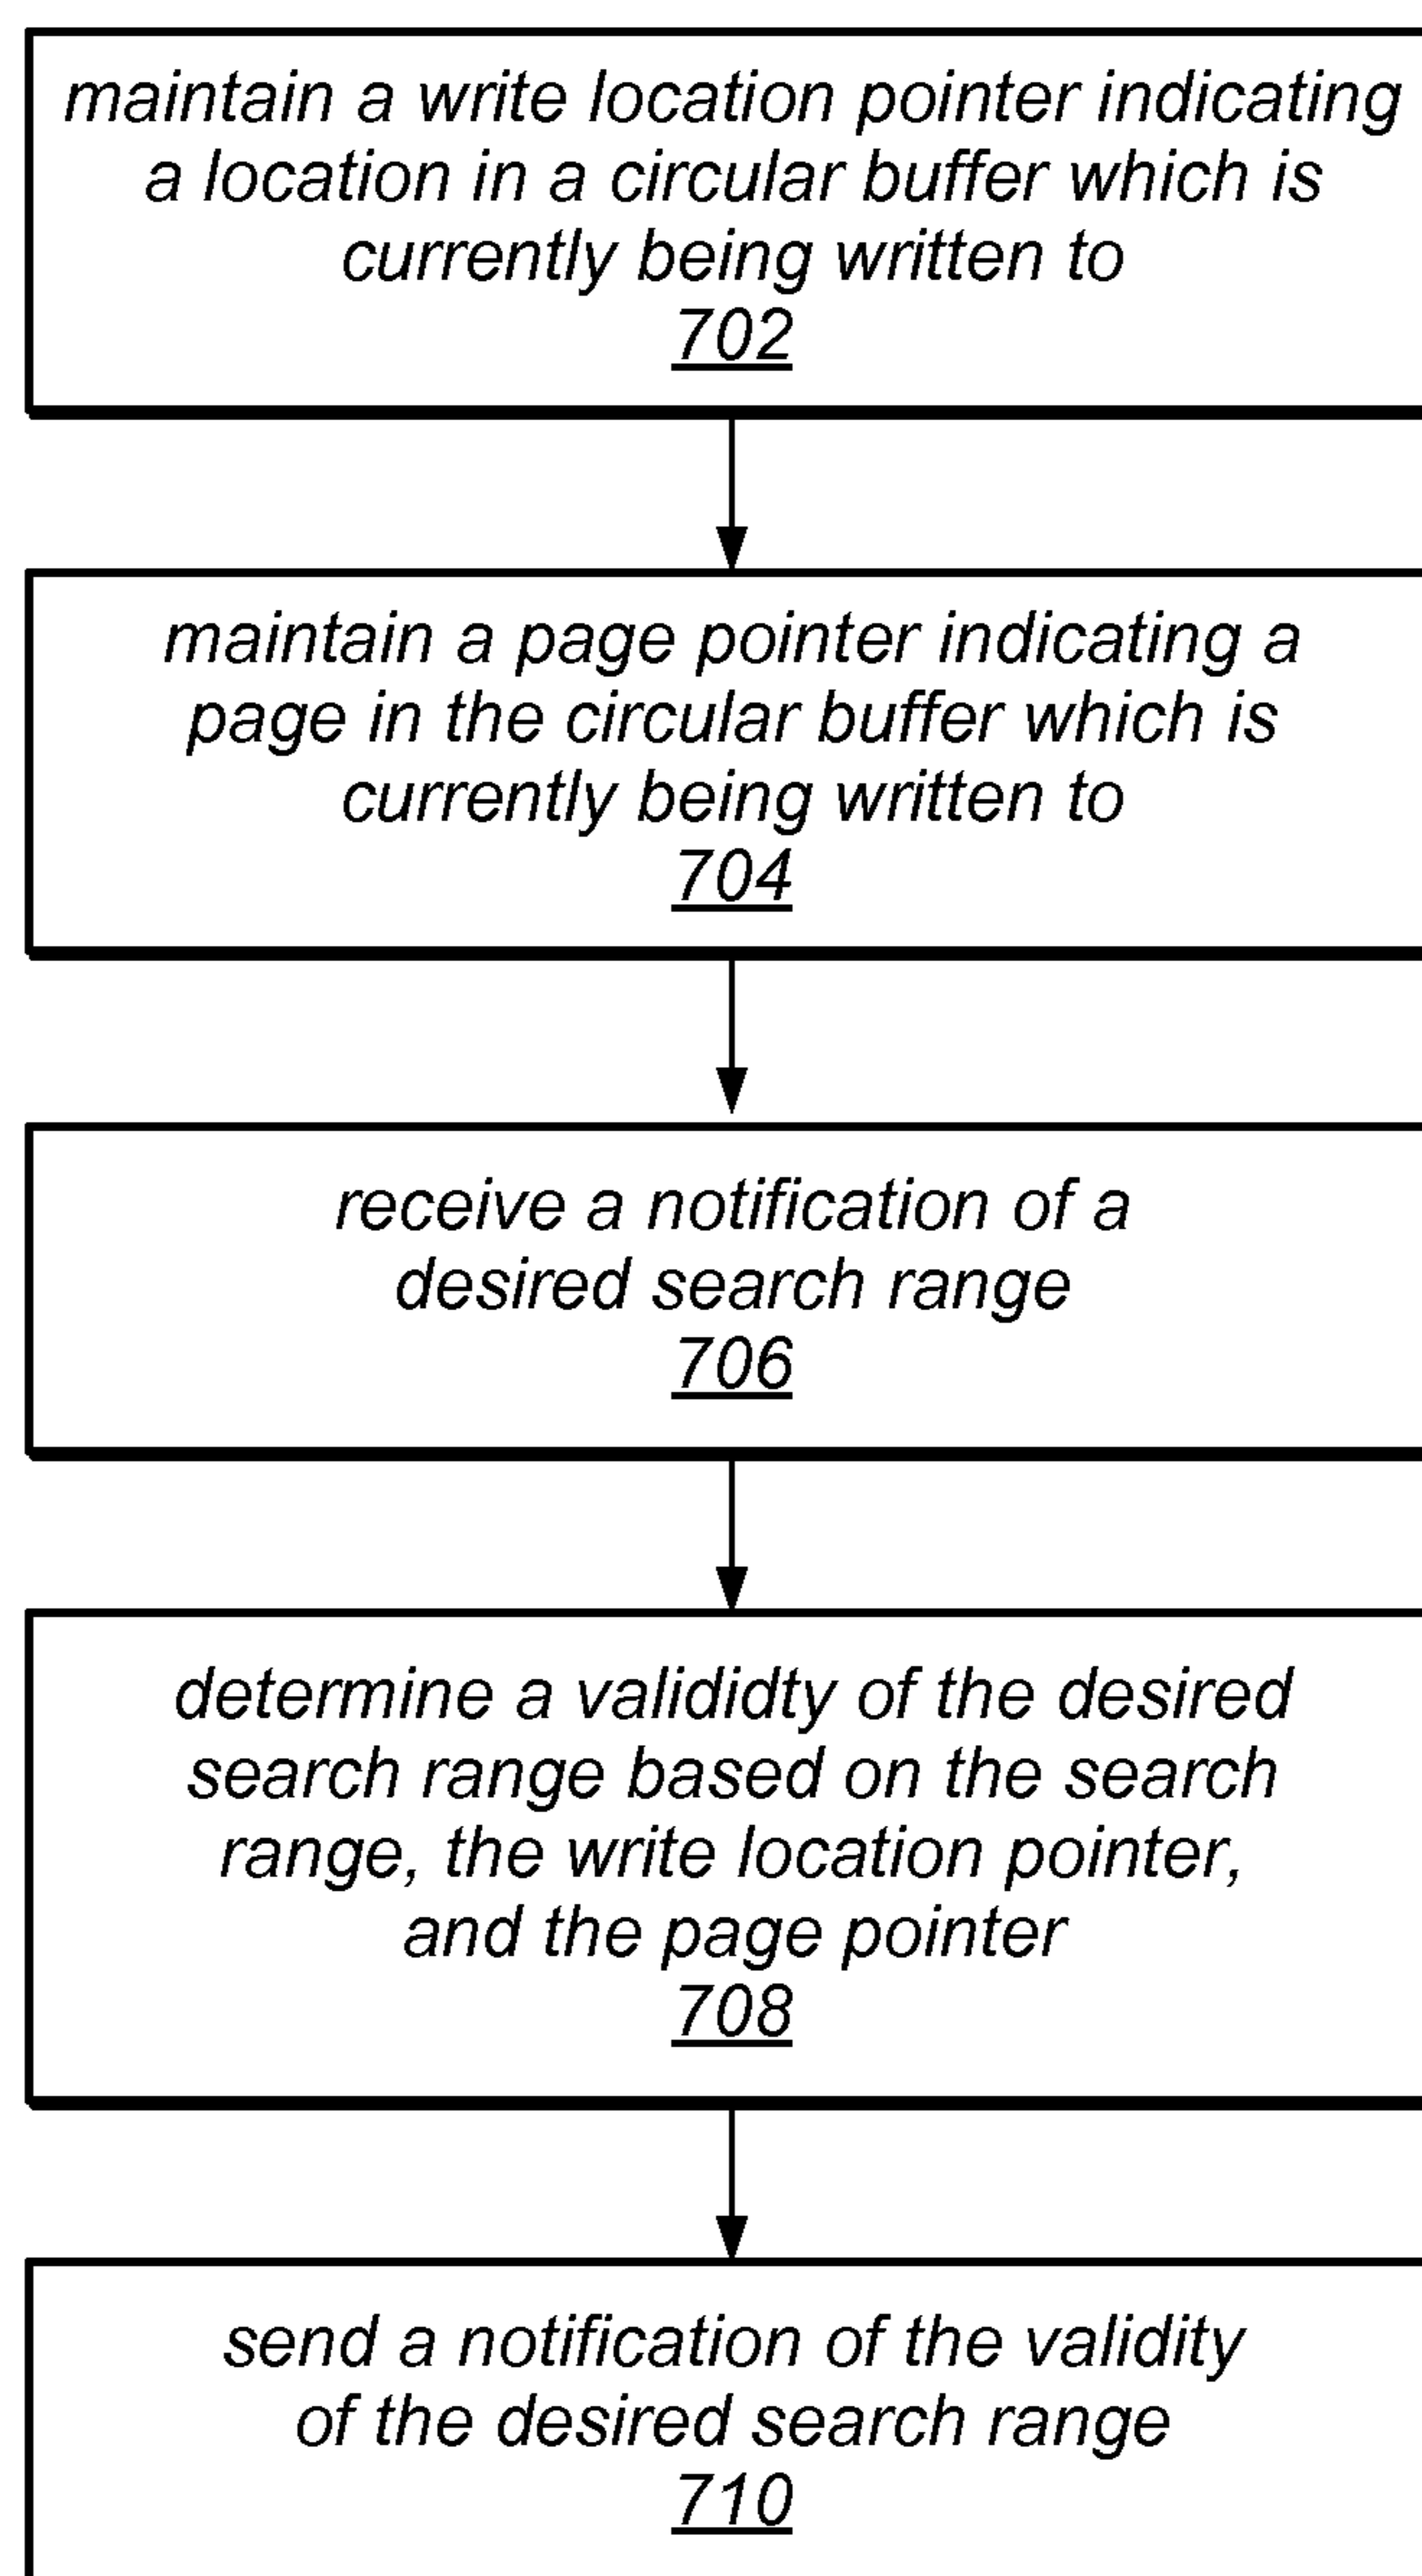 maintain a write location pointer indicating
a location in a circular buffer which is
currently being written to
702
maintain a page pointer indicating a
page in the circular buffer which is
currently being written to
704
receive a notification of a
desired search range
706
determine a valididty of the desired
search range based on the search
range, the write location pointer,
and the page pointer
708
send a notification of the validity
of the desired search range
710